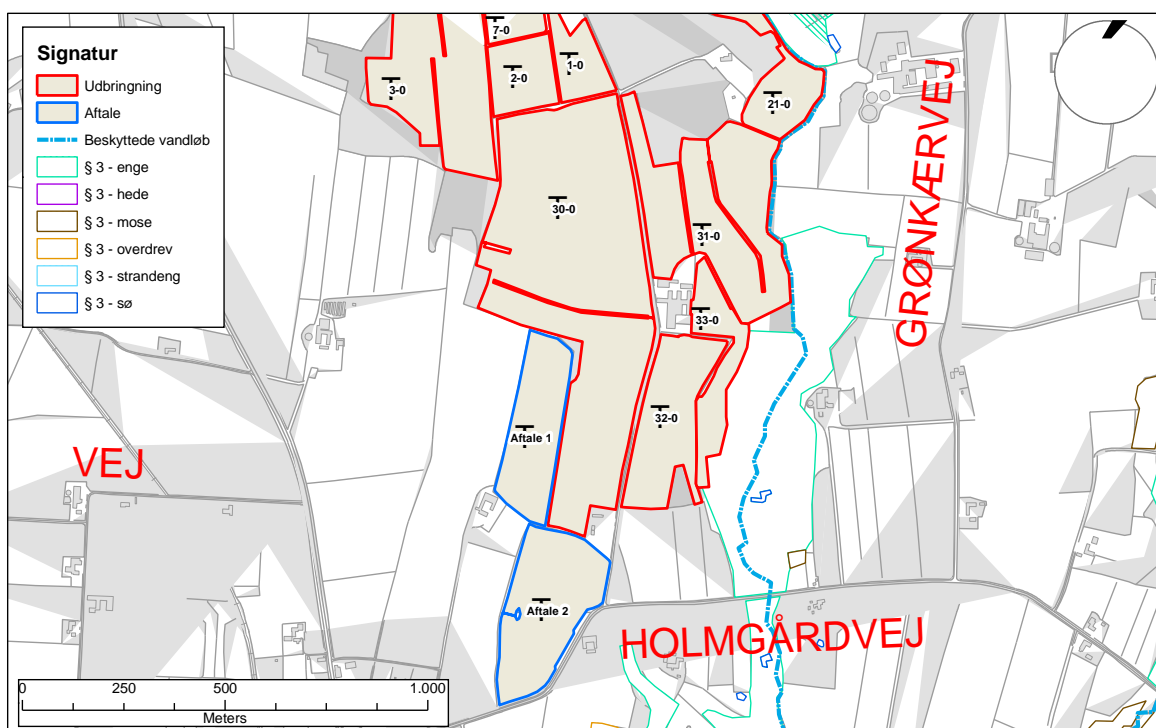 Signatur
Udbringning
Aftale
Beskyttede vandløb
§ 3 - enge
§ 3 - hede
§ 3 - mose
§ 3 - overdrev
§ 3 - strandeng
§ 3 - sø
7-0
1-0
2-0
3-0
21-0
30-0
31-0
33-0
32-0
Aftale 1
Aftale 2
GRØNKÆRVEJ
VEJ
HOLMGÅRDVEJ
0 250 500 1.000
Meters